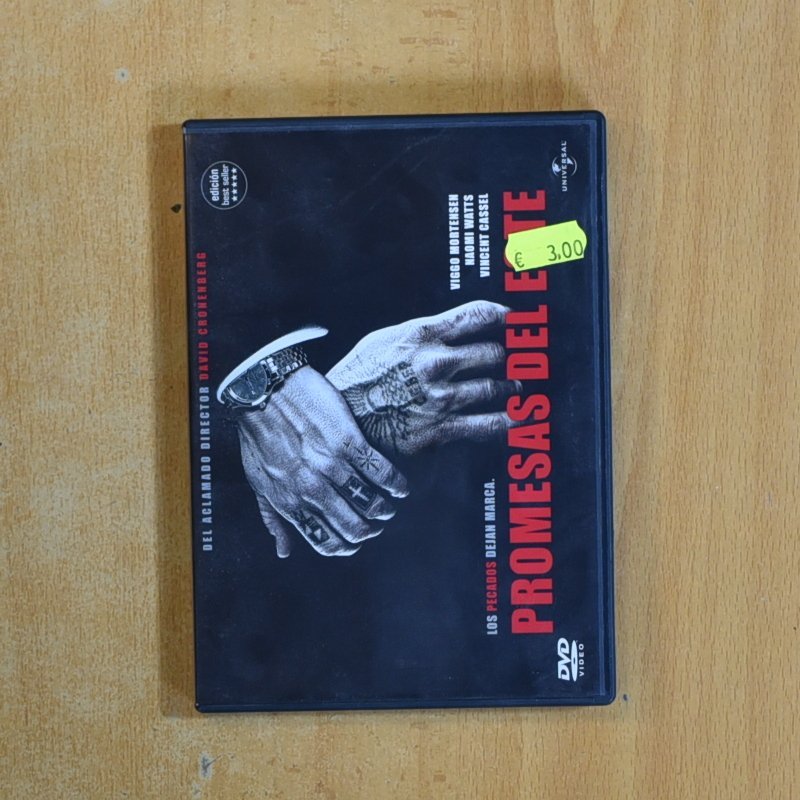 edición
best seller
★★★★★
DEL ACLAMADO DIRECTOR DAVID CRONENBERG
VIGGO MORTENSEN
NAOMI WATTS
VINCENT CASSEL
LOS PECADOS DEJAN MARCA.
PROMESAS DEL ESTE
€ 3,00
UNIVERSAL
DVD
VIDEO